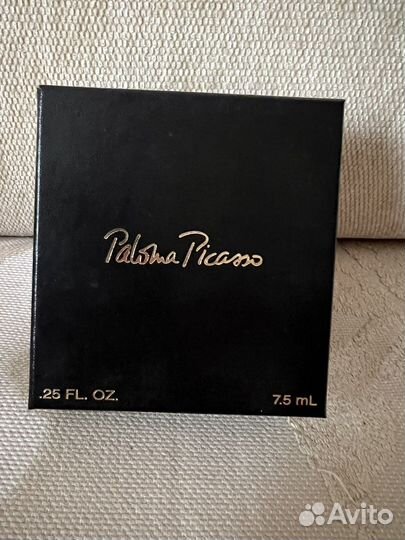 Paloma Picasso
.25 FL. OZ. 7.5 mL
Avito